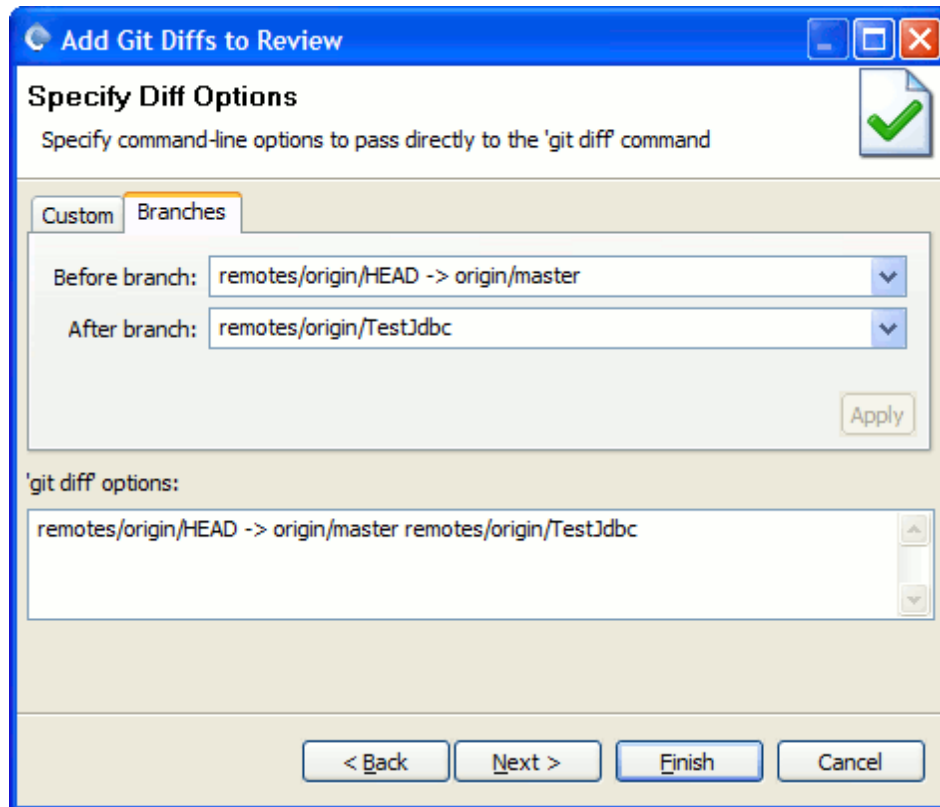 Add Git Diffs to Review
Specify Diff Options
Specify command-line options to pass directly to the 'git diff' command
Custom Branches
Before branch: remotes/origin/HEAD -> origin/master
After branch: remotes/origin/TestJdbc
Apply
'git diff' options:
remotes/origin/HEAD -> origin/master remotes/origin/TestJdbc
< Back Next > Finish Cancel